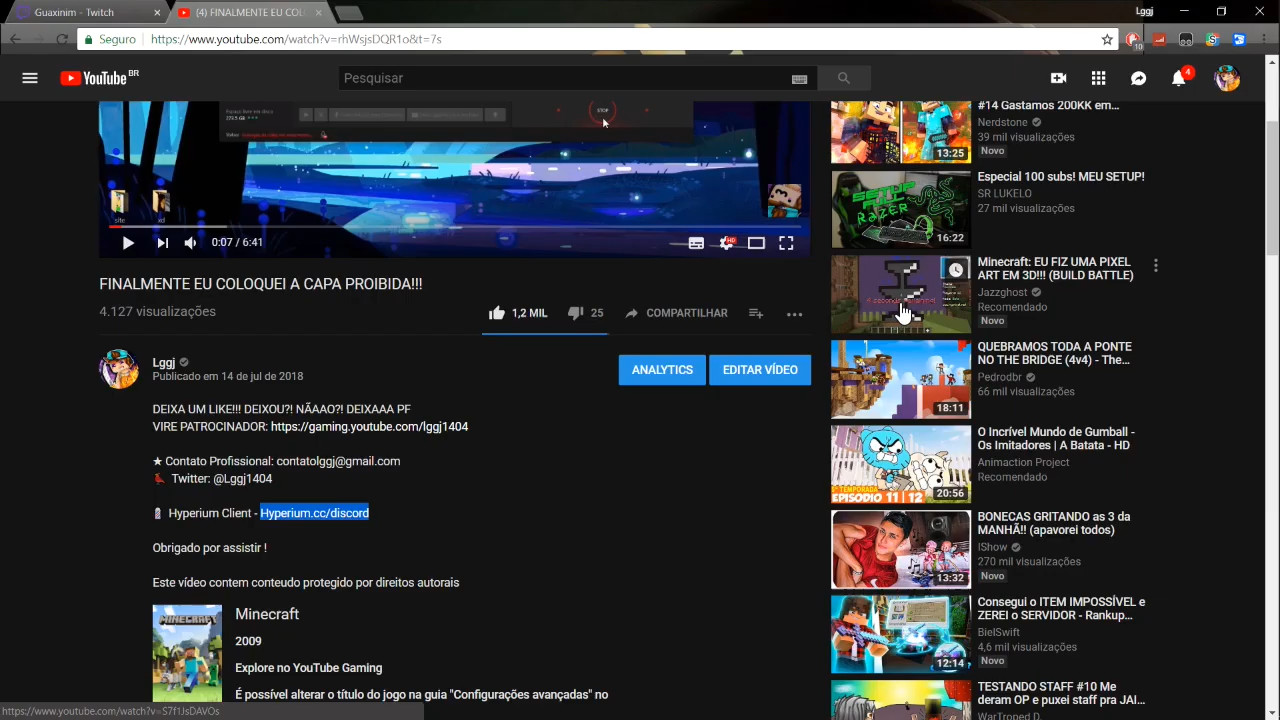 Guaxinim - Twitch
(4) FINALMENTE EU COL
Lggj
Seguro
https://www.youtube.com/watch?v=rhWsjsDQR1o&t=7s
10
YouTube BR
Pesquisar
4
STOP
site
xd
0:07 / 6:41
HD
FINALMENTE EU COLOQUEI A CAPA PROIBIDA!!!
4.127 visualizações
1,2 MIL
25
COMPARTILHAR
Lggj
Publicado em 14 de jul de 2018
ANALYTICS
EDITAR VÍDEO
DEIXA UM LIKE!!! DEIXOU?! NÃAAO?! DEIXAAA PF
VIRE PATROCINADOR: https://gaming.youtube.com/lggj1404
★ Contato Profissional: contatolggj@gmail.com
Twitter: @Lggj1404
Hyperium Client - Hyperium.cc/discord
Obrigado por assistir !
Este vídeo contem conteudo protegido por direitos autorais
MINECRAFT
Minecraft
2009
Explore no YouTube Gaming
É possível alterar o título do jogo na guia "Configurações avançadas" no
#14 Gastamos 200KK em...
Nerdstone
39 mil visualizações
Novo
13:25
Especial 100 subs! MEU SETUP!
SR LUKELO
27 mil visualizações
SETUP
RAZER
16:22
Minecraft: EU FIZ UMA PIXEL
ART EM 3D!!! (BUILD BATTLE)
Jazzghost
Recomendado
Novo
QUEBRAMOS TODA A PONTE
NO THE BRIDGE (4v4) - The...
Pedrodbr
66 mil visualizações
18:11
O Incrível Mundo de Gumball -
Os Imitadores | A Batata - HD
Animaction Project
Recomendado
TEMPORADA
EPISODIO 11 | 12
20:56
BONECAS GRITANDO as 3 da
MANHÃ!! (apavorei todos)
IShow
270 mil visualizações
Novo
13:32
Consegui o ITEM IMPOSSÍVEL e
ZEREI o SERVIDOR - Rankup...
BielSwift
4,6 mil visualizações
Novo
12:14
TESTANDO STAFF #10 Me
deram OP e puxei staff pra JAI...
WarTroped D.
https://www.youtube.com/watch?v=S7f1JsDAVOs